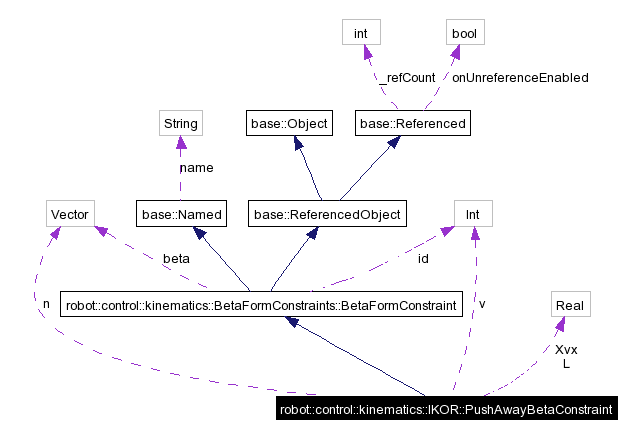 int
bool
_refCount
onUnreferenceEnabled
String
base::Object
base::Referenced
name
Vector
base::Named
base::ReferencedObject
Int
beta
id
robot::control::kinematics::BetaFormConstraints::BetaFormConstraint
n
v
Real
Xvx
L
robot::control::kinematics::IKOR::PushAwayBetaConstraint